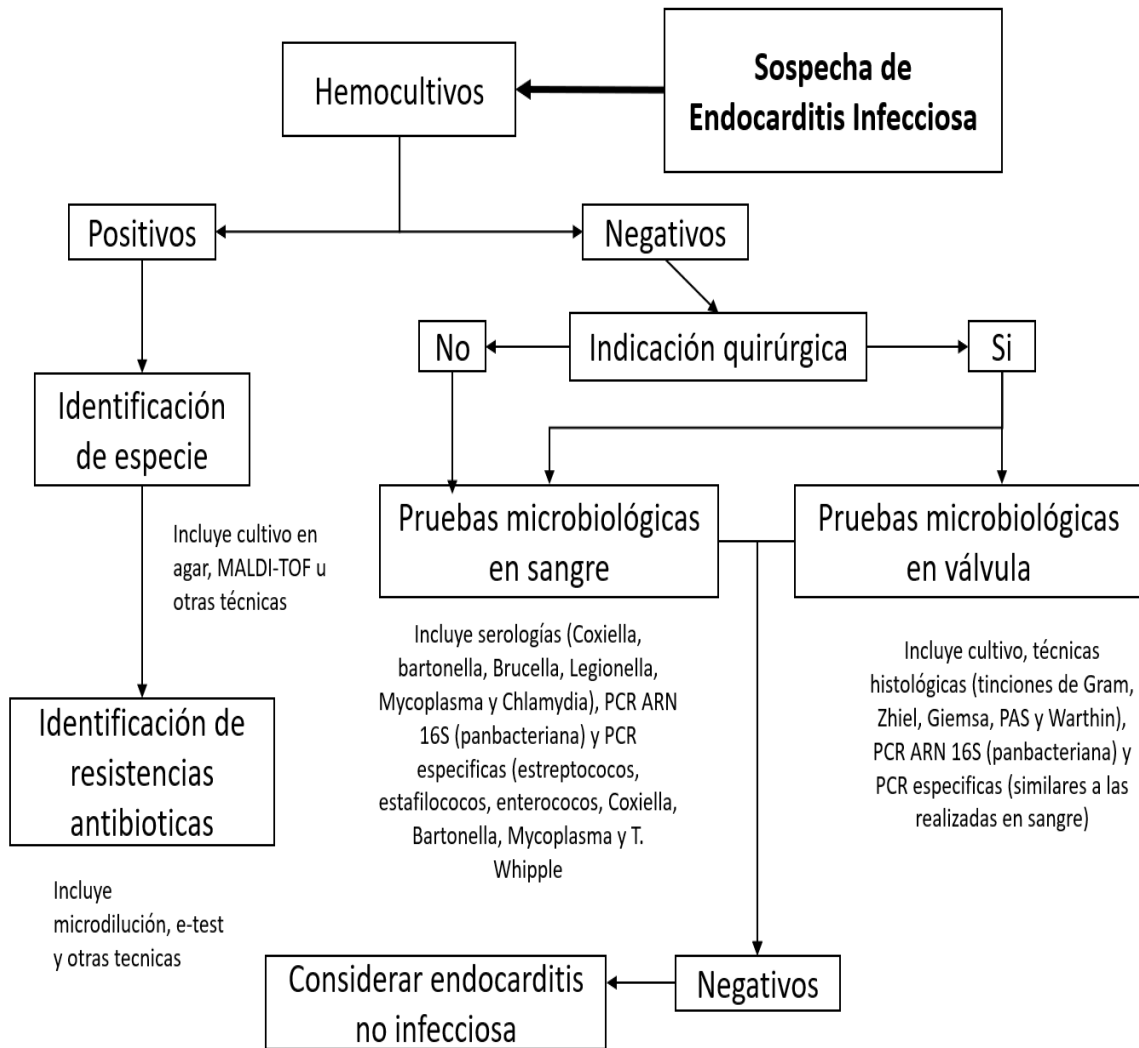 Sospecha de
Endocarditis Infecciosa
Hemocultivos
Positivos
Negativos
No
Indicación quirúrgica
Si
Identificación
de especie
Incluye cultivo en
agar, MALDI-TOF u
otras técnicas
Identificación de
resistencias
antibioticas
Incluye
microdilución, e-test
y otras tecnicas
Pruebas microbiológicas
en sangre
Incluye serologías (Coxiella,
bartonella, Brucella, Legionella,
Mycoplasma y Chlamydia), PCR ARN
16S (panbacteriana) y PCR
especificas (estreptococos,
estafilococos, enterococos, Coxiella,
Bartonella, Mycoplasma y T.
Whipple
Pruebas microbiológicas
en válvula
Incluye cultivo, técnicas
histológicas (tinciones de Gram,
Zhiel, Giemsa, PAS y Warthin),
PCR ARN 16S (panbacteriana) y
PCR especificas (similares a las
realizadas en sangre)
Negativos
Considerar endocarditis
no infecciosa